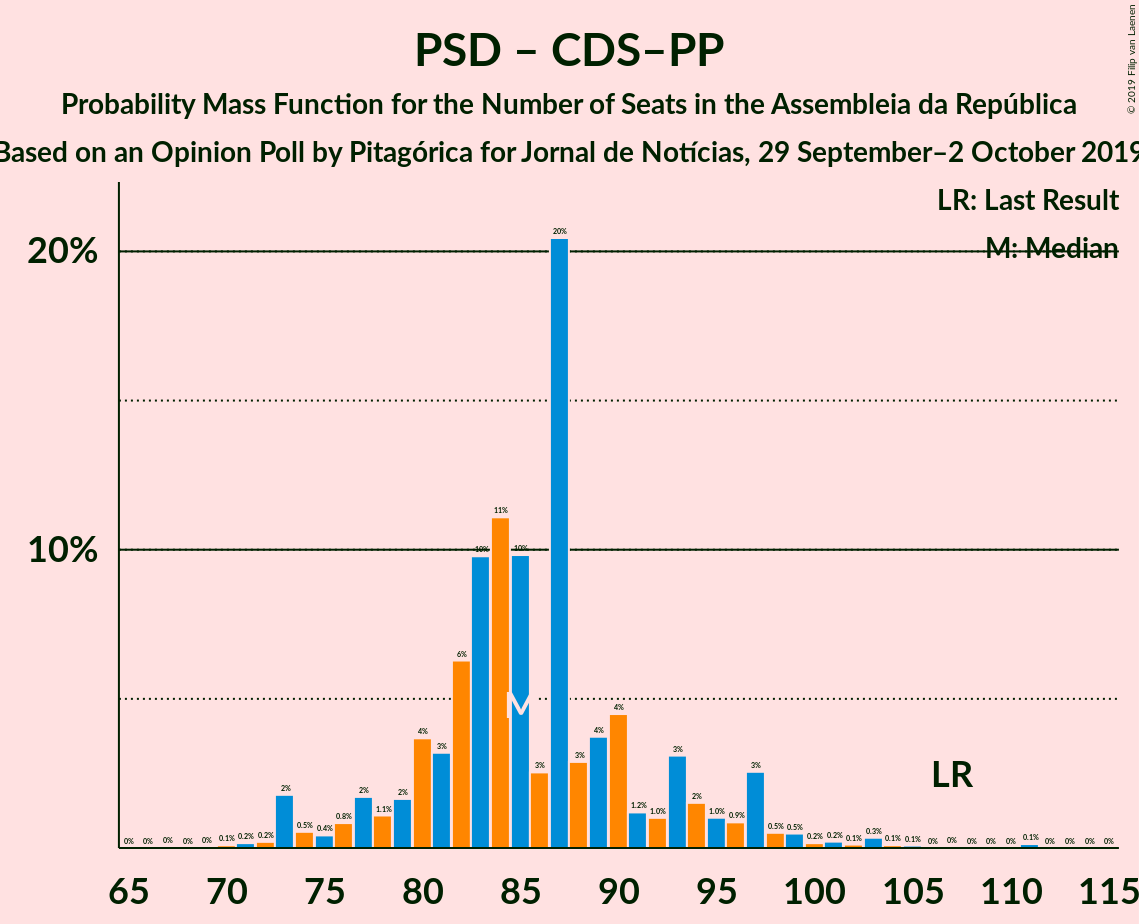 PSD – CDS–PP
Probability Mass Function for the Number of Seats in the Assembleia da República
Based on an Opinion Poll by Pitagórica for Jornal de Notícias, 29 September–2 October 2019
© 2019 Filip van Laenen
LR: Last Result
M: Median
20%
10%
0% 0% 0% 0% 0% 0.1% 0.2% 0.2% 2% 0.5% 0.4% 0.8% 2% 1.1% 2% 4% 3% 6% 10% 11% 10% 3% 20% 3% 4% 4% 1.2% 1.0% 3% 2% 1.0% 0.9% 3% 0.5% 0.5% 0.2% 0.2% 0.1% 0.3% 0.1% 0.1% 0% 0% 0% 0% 0% 0.1% 0% 0% 0% 0%
M
LR
65 70 75 80 85 90 95 100 105 110 115